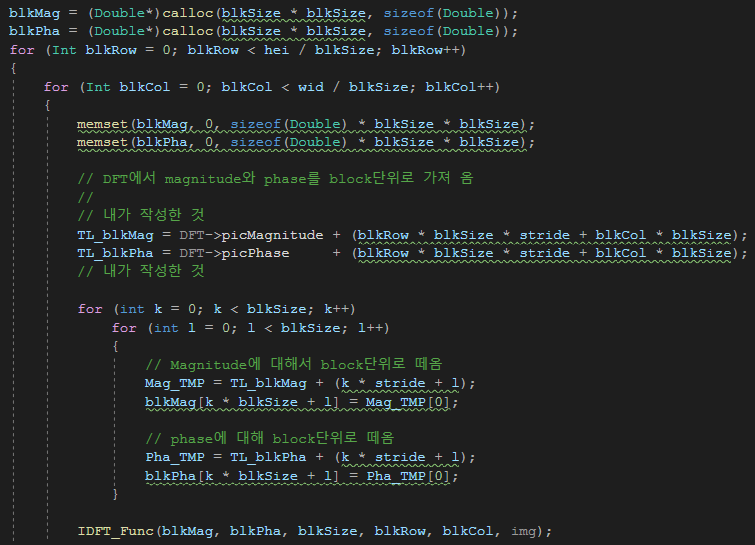 blkMag = (Double*)calloc(blkSize * blkSize, sizeof(Double));
blkPha = (Double*)calloc(blkSize * blkSize, sizeof(Double));
for (Int blkRow = 0; blkRow < hei / blkSize; blkRow++)
{
    for (Int blkCol = 0; blkCol < wid / blkSize; blkCol++)
    {
        memset(blkMag, 0, sizeof(Double) * blkSize * blkSize);
        memset(blkPha, 0, sizeof(Double) * blkSize * blkSize);

        // DFT에서 magnitude와 phase를 block단위로 가져 옴
        //
        // 내가 작성한 것
        TL_blkMag = DFT->picMagnitude + (blkRow * blkSize * stride + blkCol * blkSize);
        TL_blkPha = DFT->picPhase     + (blkRow * blkSize * stride + blkCol * blkSize);
        // 내가 작성한 것

        for (int k = 0; k < blkSize; k++)
            for (int l = 0; l < blkSize; l++)
            {
                // Magnitude에 대해서 block단위로 떼옴
                Mag_TMP = TL_blkMag + (k * stride + l);
                blkMag[k * blkSize + l] = Mag_TMP[0];

                // phase에 대해 block단위로 떼옴
                Pha_TMP = TL_blkPha + (k * stride + l);
                blkPha[k * blkSize + l] = Pha_TMP[0];
            }

        IDFT_Func(blkMag, blkPha, blkSize, blkRow, blkCol, img);